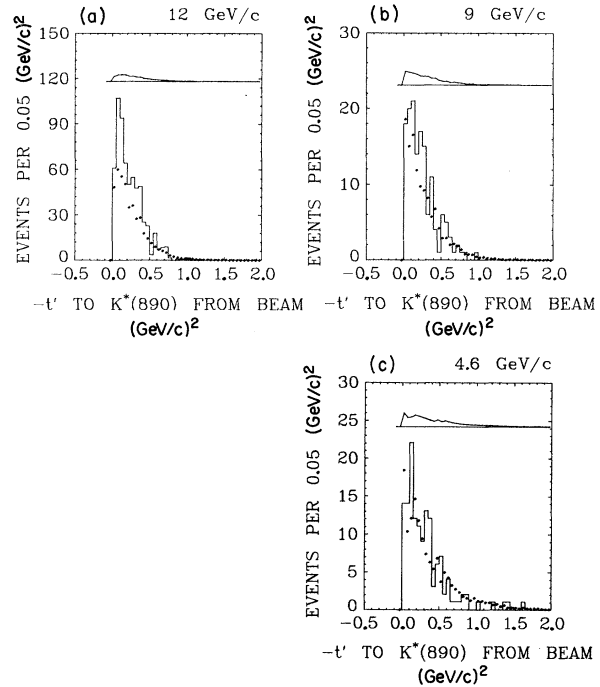 (a) 12 GeV/c
EVENTS PER 0.05 (GeV/c)²
150
120
90
60
30
0
−0.5 0.0 0.5 1.0 1.5 2.0
−t′ TO K*(890) FROM BEAM
(GeV/c)²
(b) 9 GeV/c
EVENTS PER 0.05 (GeV/c)²
30
20
10
0
−0.5 0.0 0.5 1.0 1.5 2.0
−t′ TO K*(890) FROM BEAM
(GeV/c)²
(c) 4.6 GeV/c
EVENTS PER 0.05 (GeV/c)²
30
25
20
15
10
5
0
−0.5 0.0 0.5 1.0 1.5 2.0
−t′ TO K*(890) FROM BEAM
(GeV/c)²